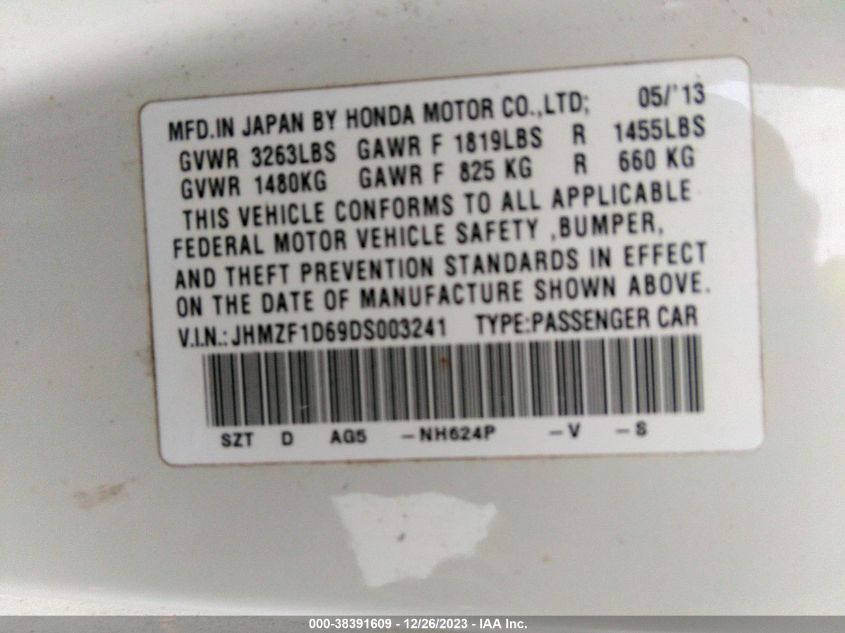 MFD.IN JAPAN BY HONDA MOTOR CO.,LTD; 05/'13
GVWR 3263LBS GAWR F 1819LBS R 1455LBS
GVWR 1480KG GAWR F 825 KG R 660 KG
THIS VEHICLE CONFORMS TO ALL APPLICABLE
FEDERAL MOTOR VEHICLE SAFETY ,BUMPER,
AND THEFT PREVENTION STANDARDS IN EFFECT
ON THE DATE OF MANUFACTURE SHOWN ABOVE.
V.I.N.:JHMZF1D69DS003241 TYPE:PASSENGER CAR
SZT D AG5 -NH624P -V -S
000-38391609 - 12/26/2023 - IAA Inc.